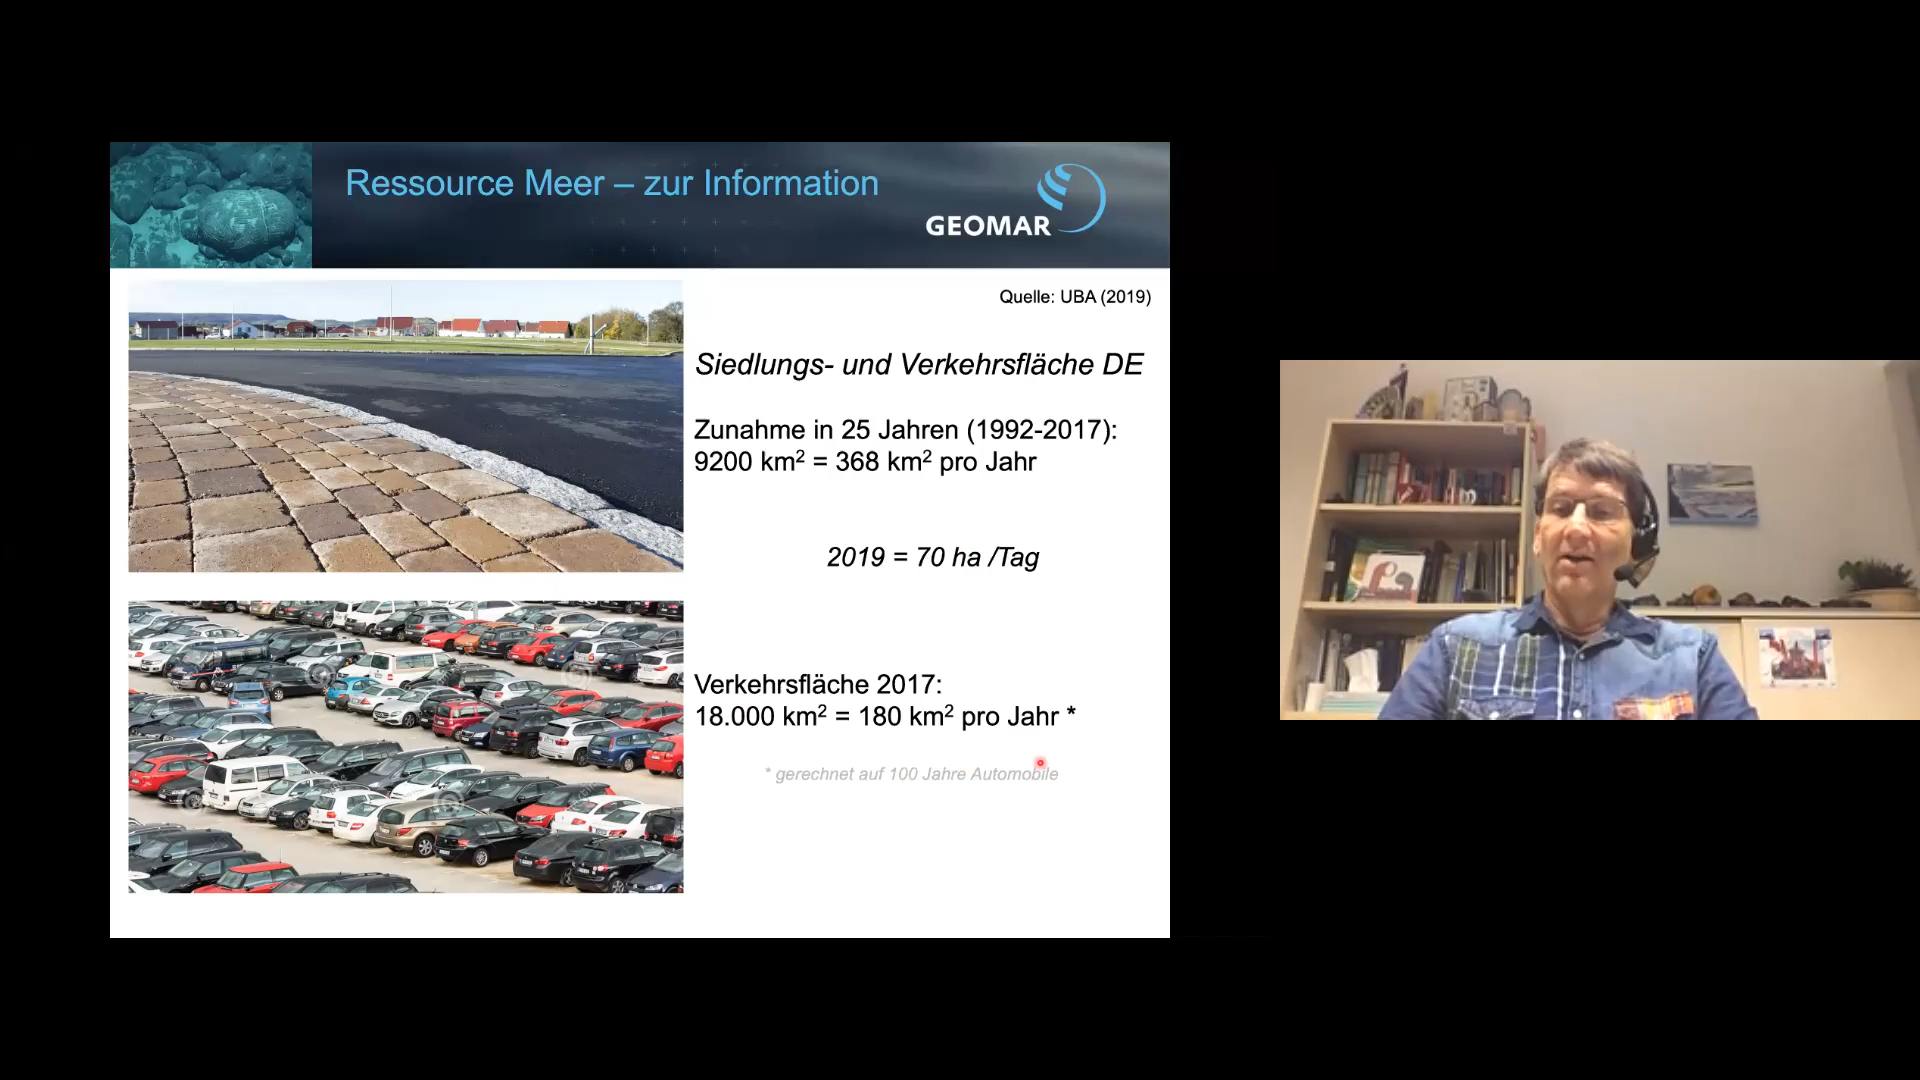 Ressource Meer – zur Information
GEOMAR
Quelle: UBA (2019)
Siedlungs- und Verkehrsfläche DE
Zunahme in 25 Jahren (1992-2017):
9200 km² = 368 km² pro Jahr
2019 = 70 ha /Tag
Verkehrsfläche 2017:
18.000 km² = 180 km² pro Jahr *
* gerechnet auf 100 Jahre Automobile